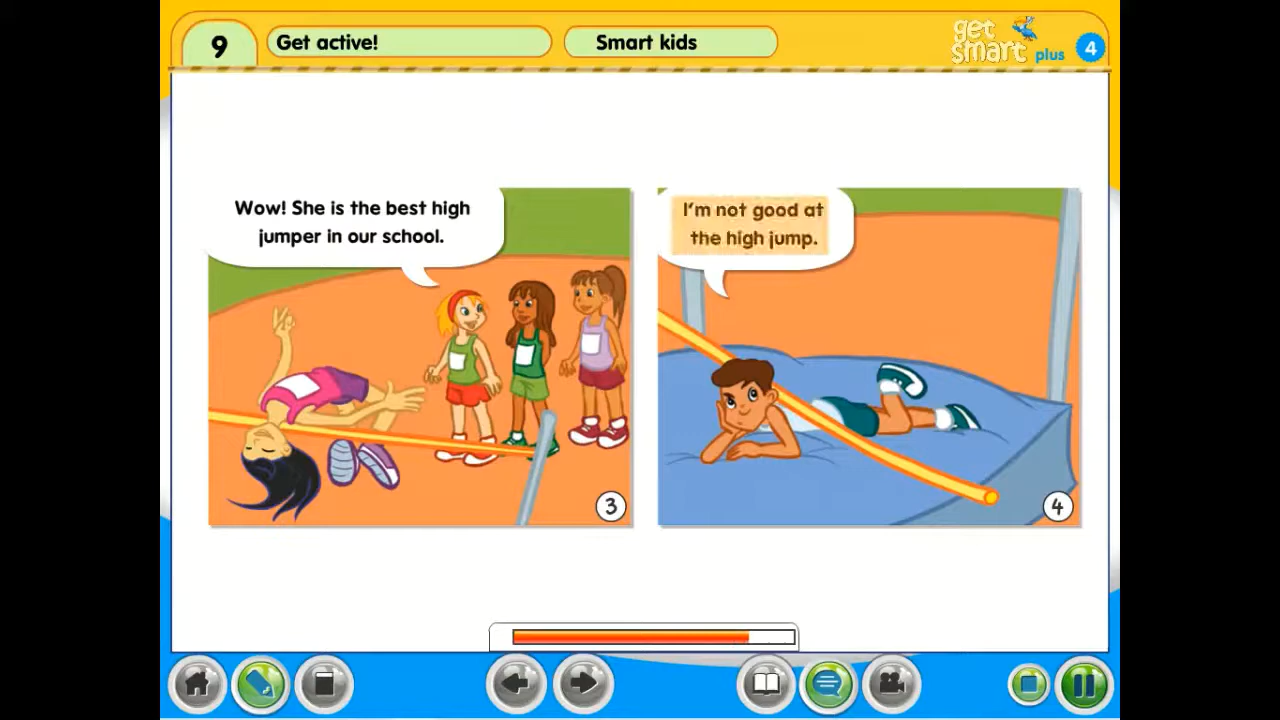 9
Get active!
Smart kids
get
smart plus 4
Wow! She is the best high
jumper in our school.
3
I'm not good at
the high jump.
4